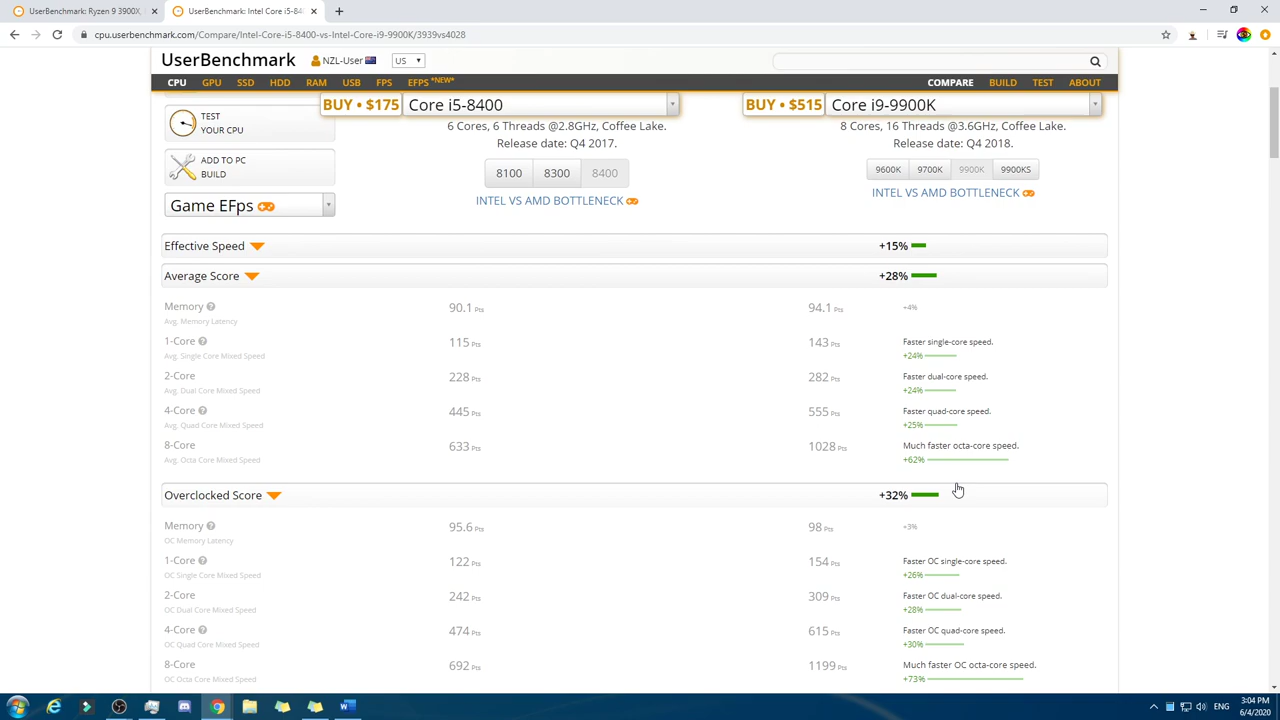 UserBenchmark: Ryzen 9 3900X, I
UserBenchmark: Intel Core i5-84
cpu.userbenchmark.com/Compare/Intel-Core-i5-8400-vs-Intel-Core-i9-9900K/3939vs4028
UserBenchmark NZL-User US
CPU GPU SSD HDD RAM USB FPS EFPS *NEW* COMPARE BUILD TEST ABOUT
BUY • $175 Core i5-8400 BUY • $515 Core i9-9900K
TEST
YOUR CPU
6 Cores, 6 Threads @2.8GHz, Coffee Lake. 8 Cores, 16 Threads @3.6GHz, Coffee Lake.
Release date: Q4 2017. Release date: Q4 2018.
ADD TO PC
BUILD
8100 8300 8400 9600K 9700K 9900K 9900KS
INTEL VS AMD BOTTLENECK INTEL VS AMD BOTTLENECK
Game EFps
Effective Speed +15%
Average Score +28%
Memory 90.1 Pts 94.1 Pts +4%
Avg. Memory Latency
1-Core 115 Pts 143 Pts Faster single-core speed.
Avg. Single Core Mixed Speed +24%
2-Core 228 Pts 282 Pts Faster dual-core speed.
Avg. Dual Core Mixed Speed +24%
4-Core 445 Pts 555 Pts Faster quad-core speed.
Avg. Quad Core Mixed Speed +25%
8-Core 633 Pts 1028 Pts Much faster octa-core speed.
Avg. Octa Core Mixed Speed +62%
Overclocked Score +32%
Memory 95.6 Pts 98 Pts +3%
OC Memory Latency
1-Core 122 Pts 154 Pts Faster OC single-core speed.
OC Single Core Mixed Speed +26%
2-Core 242 Pts 309 Pts Faster OC dual-core speed.
OC Dual Core Mixed Speed +28%
4-Core 474 Pts 615 Pts Faster OC quad-core speed.
OC Quad Core Mixed Speed +30%
8-Core 692 Pts 1199 Pts Much faster OC octa-core speed.
OC Octa Core Mixed Speed +73%
ENG 3:04 PM
6/4/2020